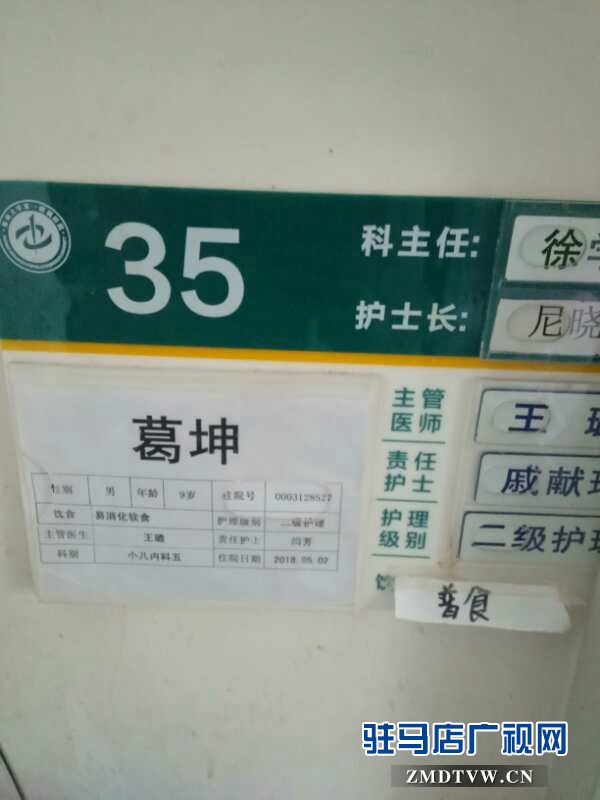 35
科主任: 徐
护士长: 尼晓
葛坤
性别 男 年龄 9岁 住院号 0003128527
饮食 易消化软食 护理级别 二级护理
主管医生 王璐 责任护士 闫芳
科别 小儿内科五 住院日期 2018.05.02
主管医师 王
责任护士 戚献
护理级别 二级护理
普食
驻马店广视网
ZMDTVW.CN